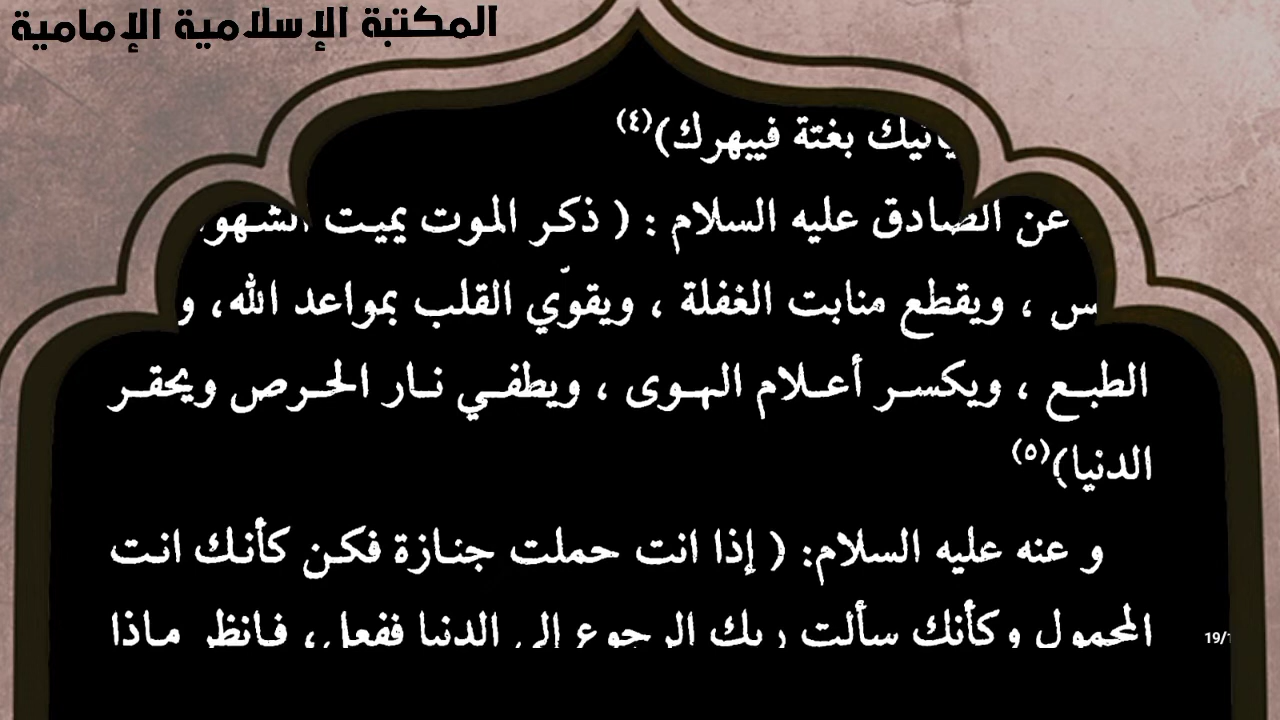 المكتبة الإسلامية الإمامية
بغتة فيبهرك)(٤)
عن الصادق عليه السلام : ( ذكر الموت يميت
، ويقطع منابت الغفلة ، ويقوّي القلب بمواعد الله، و
الطبع ، ويكسر أعلام الهوى ، ويطفي نار الحرص ويحقر
الدنيا)(٥)
و عنه عليه السلام: ( إذا انت حملت جنازة فكن كأنك انت
المحمول وكأنك سألت ربك الرجوع إلى الدنيا ففعل، فانظر ماذا